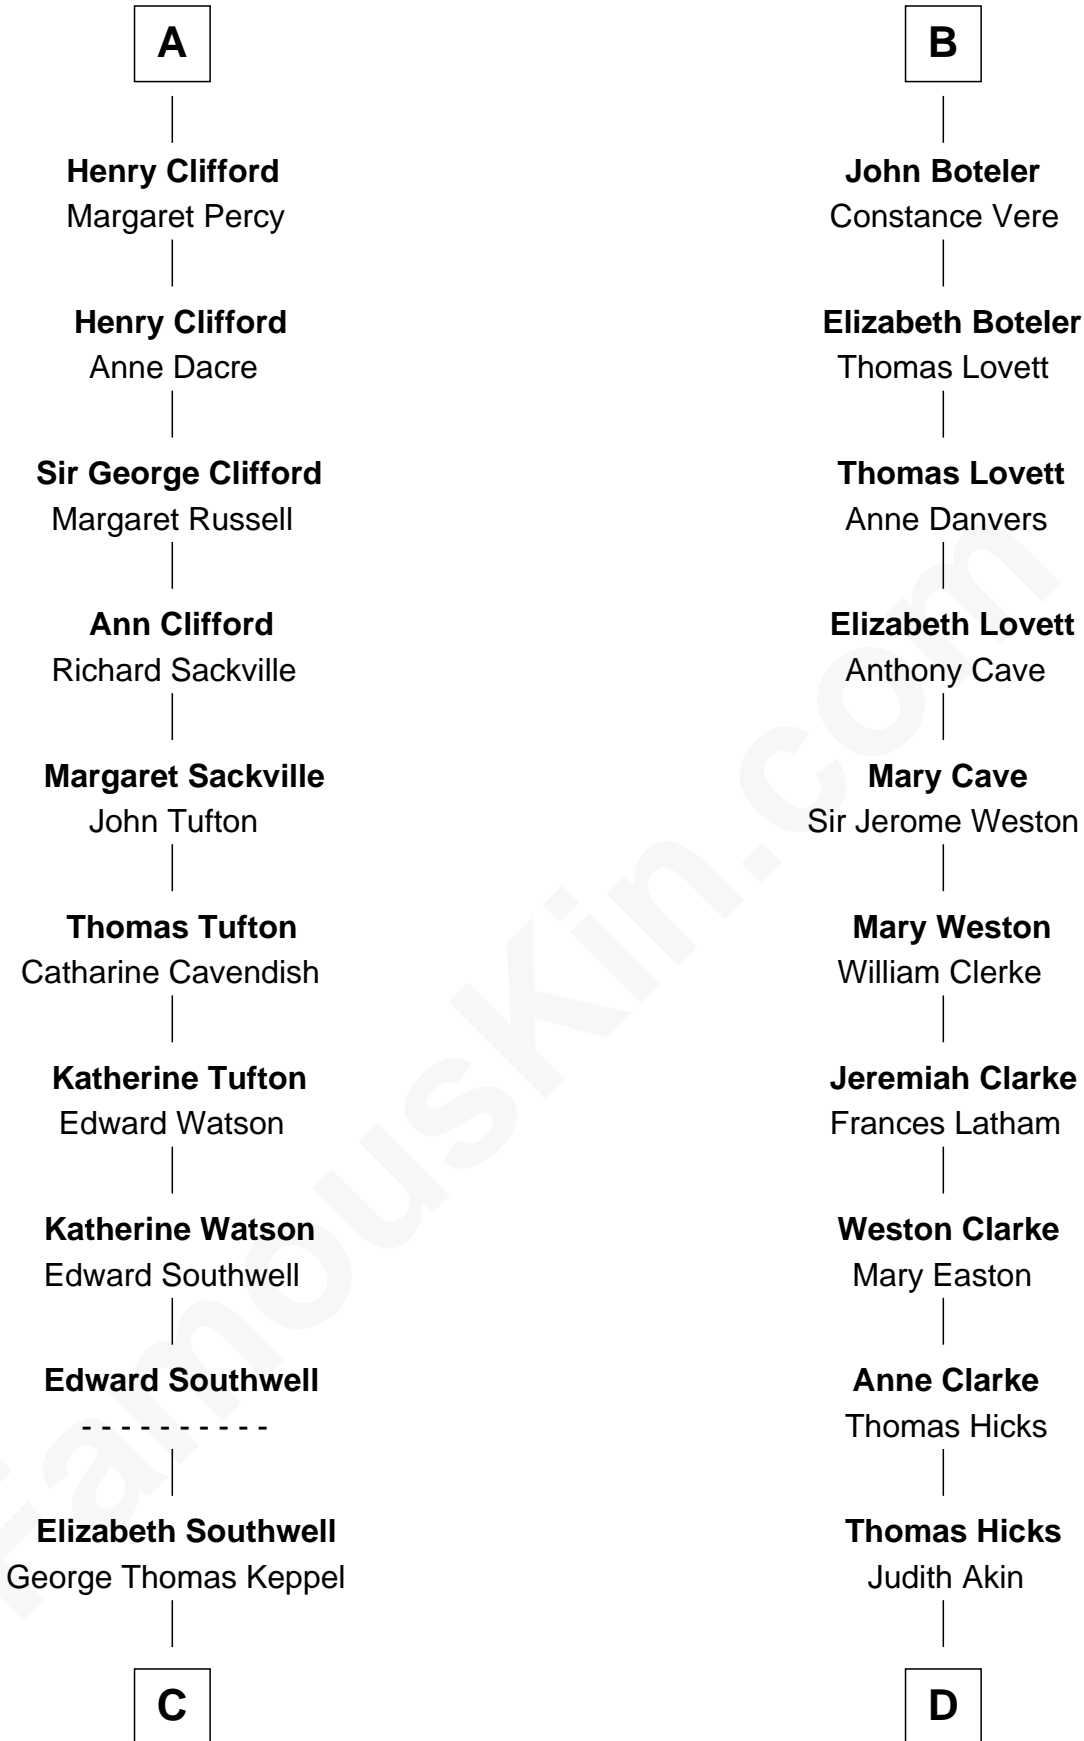 A
Henry Clifford
Margaret Percy
Henry Clifford
Anne Dacre
Sir George Clifford
Margaret Russell
Ann Clifford
Richard Sackville
Margaret Sackville
John Tufton
Thomas Tufton
Catharine Cavendish
Katherine Tufton
Edward Watson
Katherine Watson
Edward Southwell
Edward Southwell
- - - - - - - - - -
Elizabeth Southwell
George Thomas Keppel
C
B
John Boteler
Constance Vere
Elizabeth Boteler
Thomas Lovett
Thomas Lovett
Anne Danvers
Elizabeth Lovett
Anthony Cave
Mary Cave
Sir Jerome Weston
Mary Weston
William Clerke
Jeremiah Clarke
Frances Latham
Weston Clarke
Mary Easton
Anne Clarke
Thomas Hicks
Thomas Hicks
Judith Akin
D
FamousKin.com